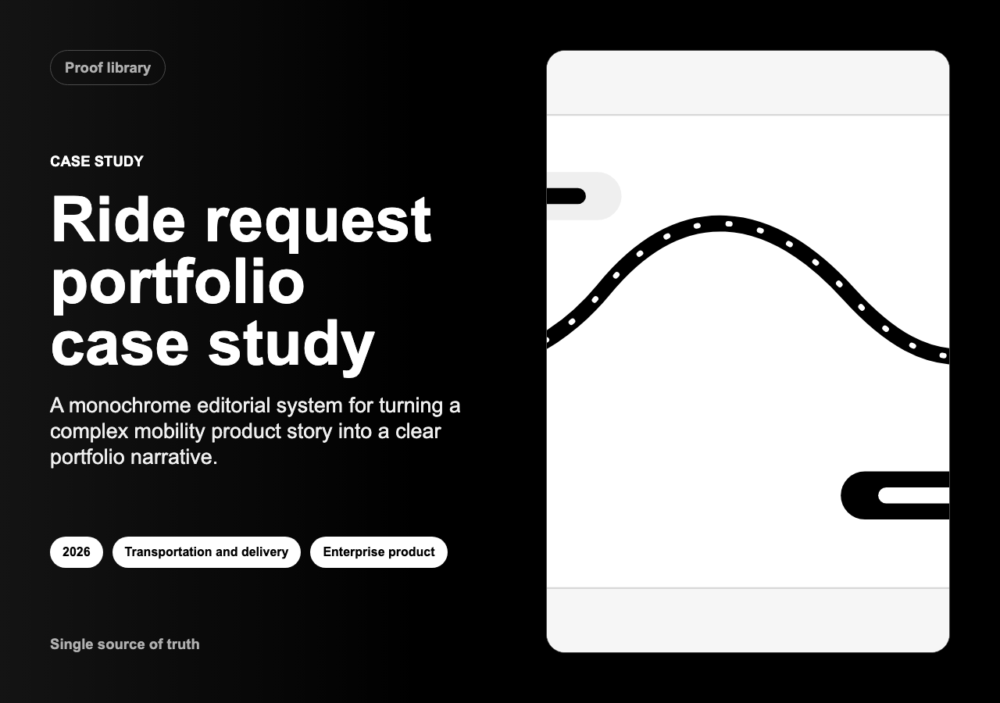 Proof library
CASE STUDY
Ride request
portfolio
case study
A monochrome editorial system for turning a
complex mobility product story into a clear
portfolio narrative.
2026
Transportation and delivery
Enterprise product
Single source of truth